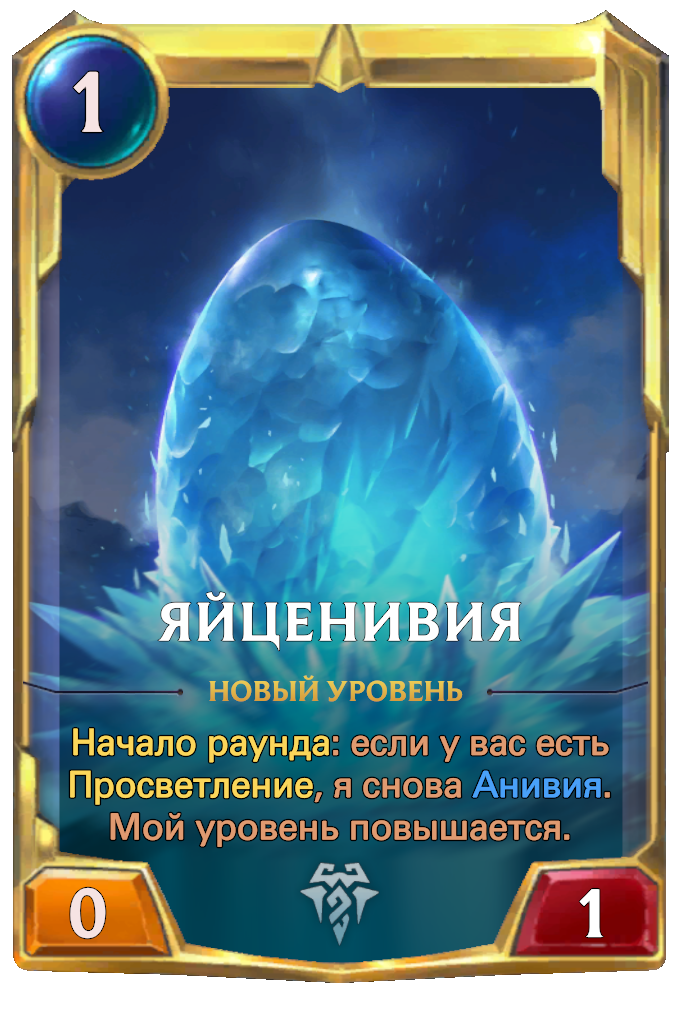 1
ЯЙЦЕНИВИЯ
НОВЫЙ УРОВЕНЬ
Начало раунда: если у вас есть
Просветление, я снова Анивия.
Мой уровень повышается.
0
1